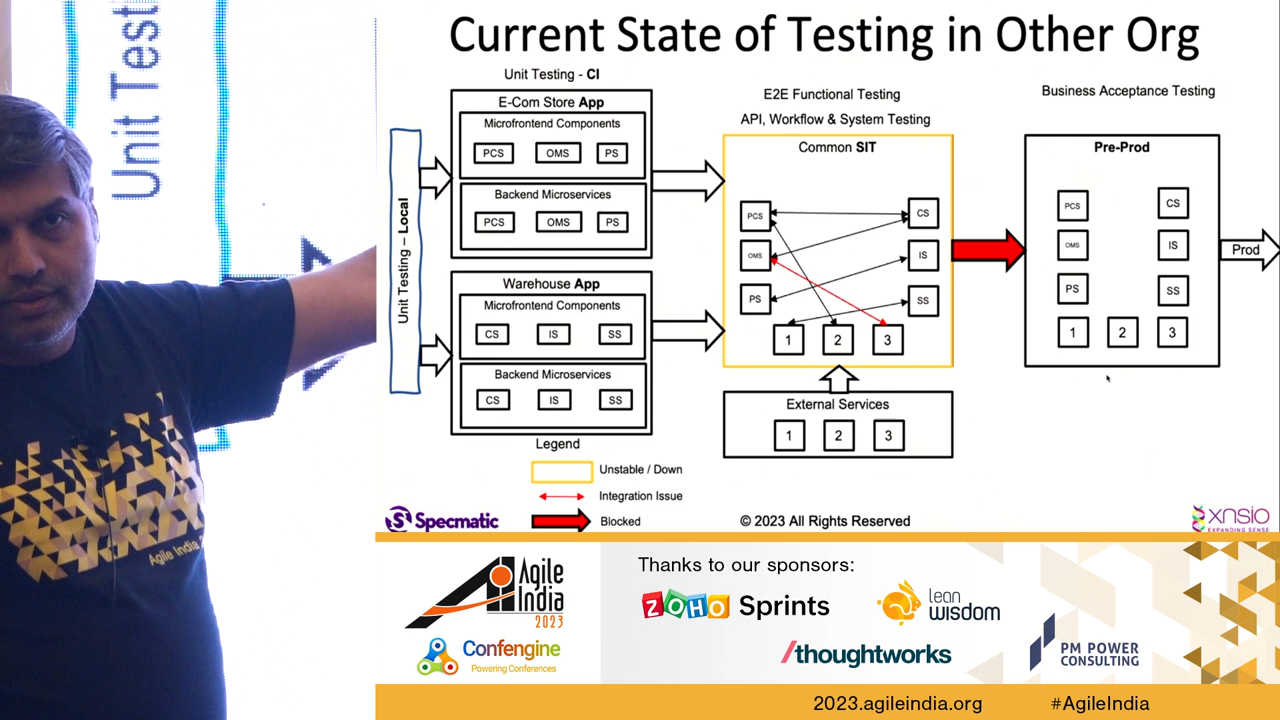 Unit Test
Agile India
Current State of Testing in Other Org
Unit Testing - CI
E2E Functional Testing
API, Workflow & System Testing
Business Acceptance Testing
Unit Testing – Local
E-Com Store App
Microfrontend Components
PCS OMS PS
Backend Microservices
PCS OMS PS
Warehouse App
Microfrontend Components
CS IS SS
Backend Microservices
CS IS SS
Common SIT
PCS CS
OMS IS
PS SS
1 2 3
External Services
1 2 3
Pre-Prod
PCS CS
OMS IS
PS SS
1 2 3
Prod
Legend
Unstable / Down
Integration Issue
Blocked
Specmatic
© 2023 All Rights Reserved
xnsio
EXPANDING SENSE
Agile
India
2023
Confengine
Powering Conferences
Thanks to our sponsors:
ZOHO Sprints
lean
wisdom
/thoughtworks
PM POWER
CONSULTING
2023.agileindia.org #AgileIndia